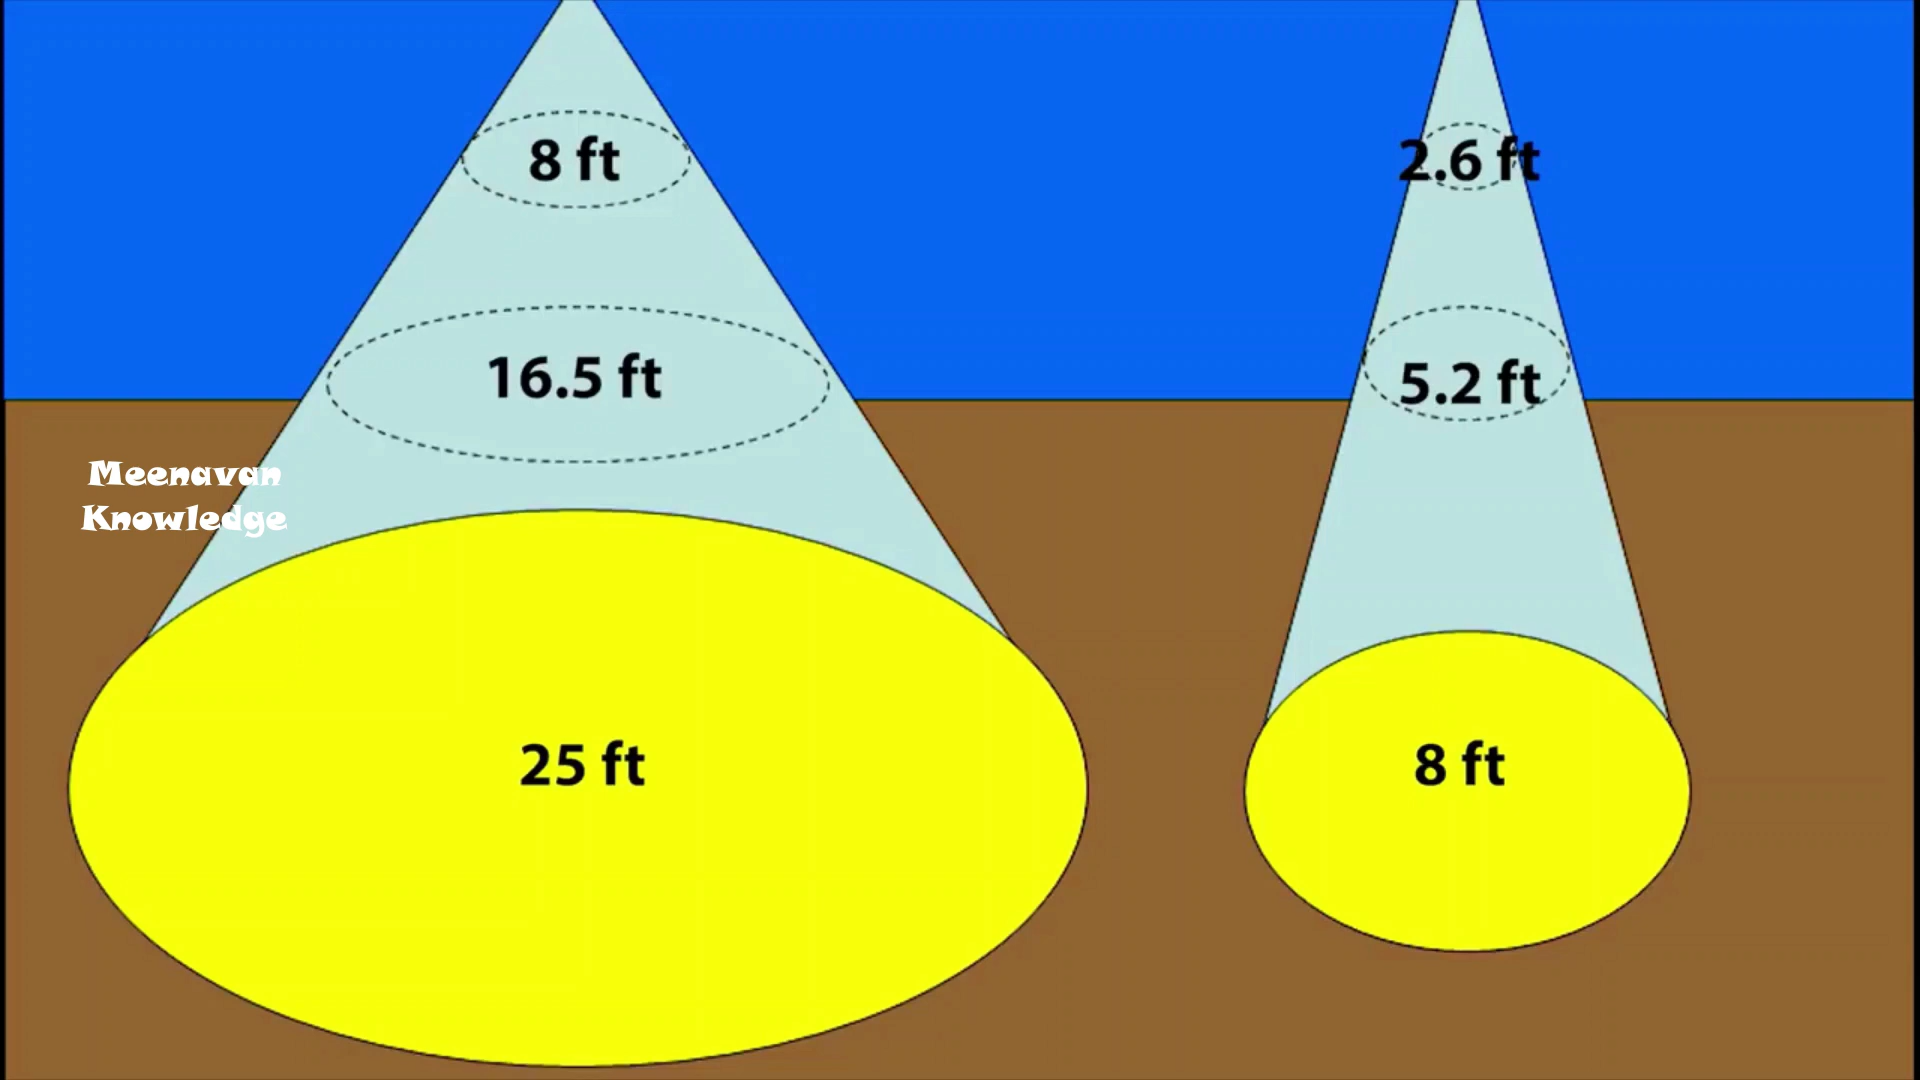 8 ft
2.6 ft
16.5 ft
5.2 ft
Meenavan
Knowledge
25 ft
8 ft